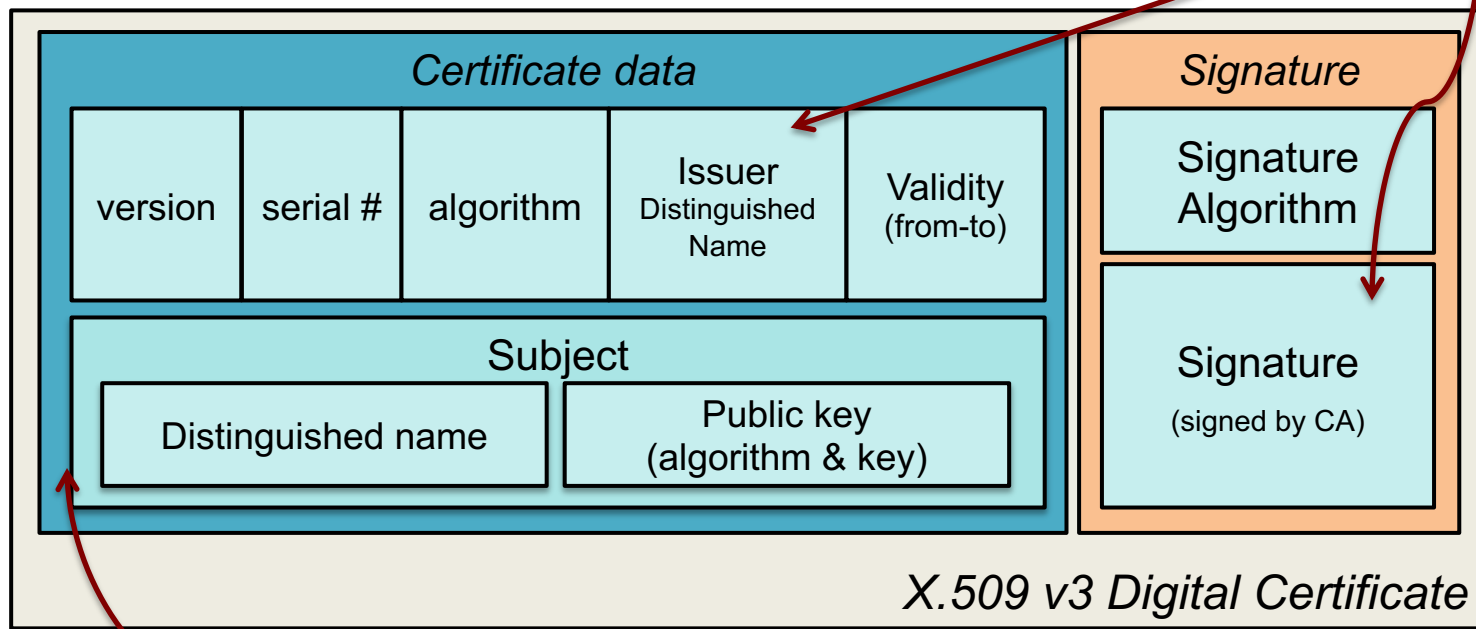 Certificate data
version
serial #
algorithm
Issuer
Distinguished
Name
Validity
(from-to)
Subject
Distinguished name
Public key
(algorithm & key)
Signature
Signature
Algorithm
Signature
(signed by CA)
X.509 v3 Digital Certificate